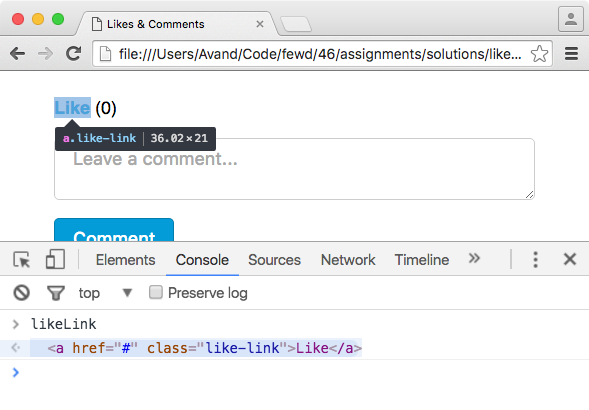 Likes & Comments
file:///Users/Avand/Code/fewd/46/assignments/solutions/like...
Like (0)
a.like-link 36.02×21
Leave a comment...
Comment
Elements Console Sources Network Timeline »
top Preserve log
likeLink
<a href="#" class="like-link">Like</a>